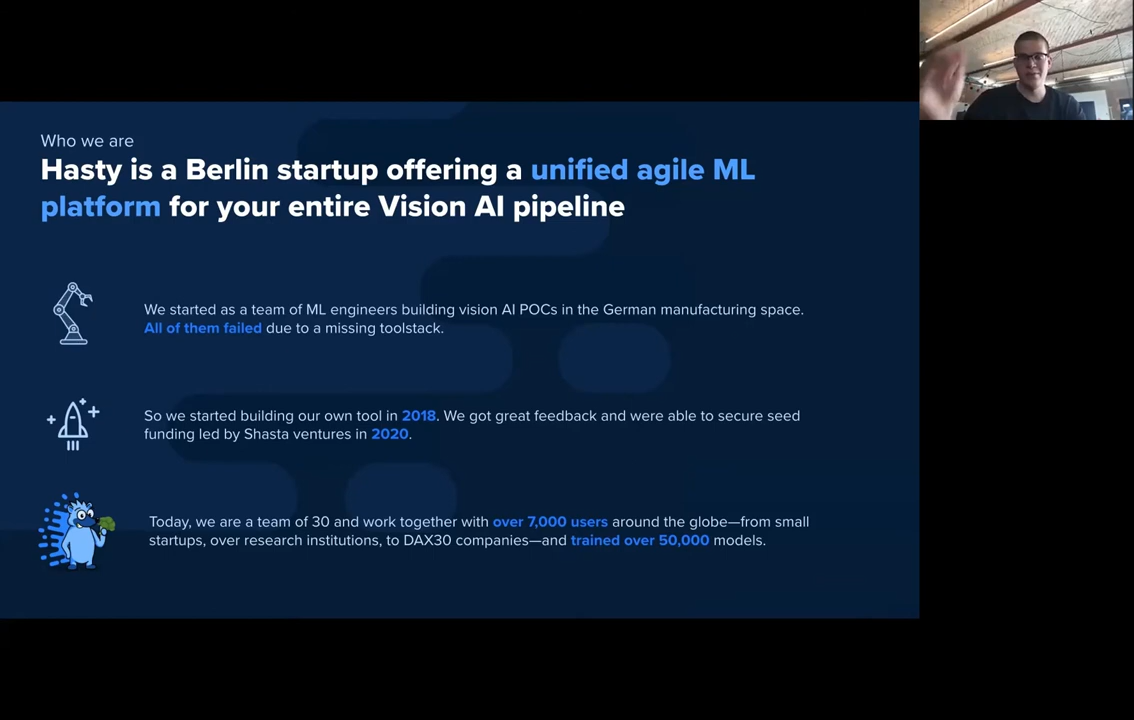 Who we are
Hasty is a Berlin startup offering a unified agile ML
platform for your entire Vision AI pipeline
We started as a team of ML engineers building vision AI POCs in the German manufacturing space.
All of them failed due to a missing toolstack.
So we started building our own tool in 2018. We got great feedback and were able to secure seed
funding led by Shasta ventures in 2020.
Today, we are a team of 30 and work together with over 7,000 users around the globe—from small
startups, over research institutions, to DAX30 companies—and trained over 50,000 models.